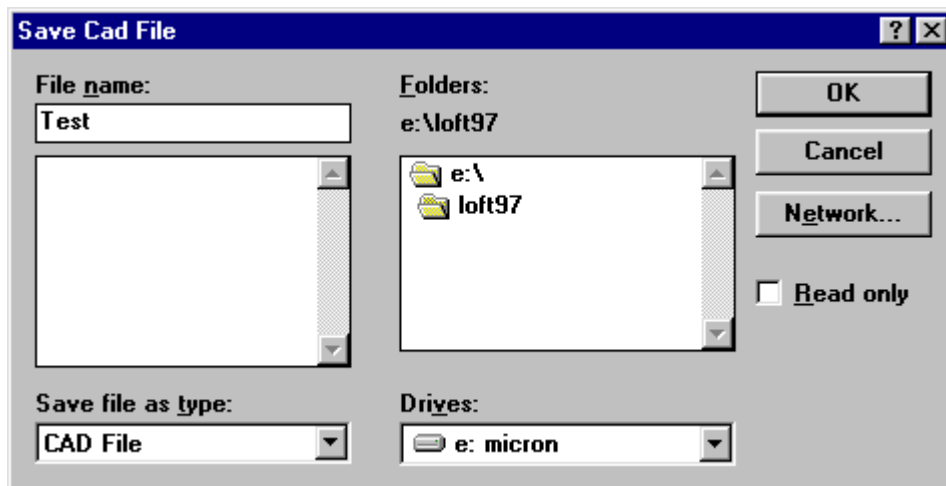 Save Cad File
File name:
Test
Folders:
e:\loft97
e:\
loft97
OK
Cancel
Network...
Read only
Save file as type:
CAD File
Drives:
e: micron